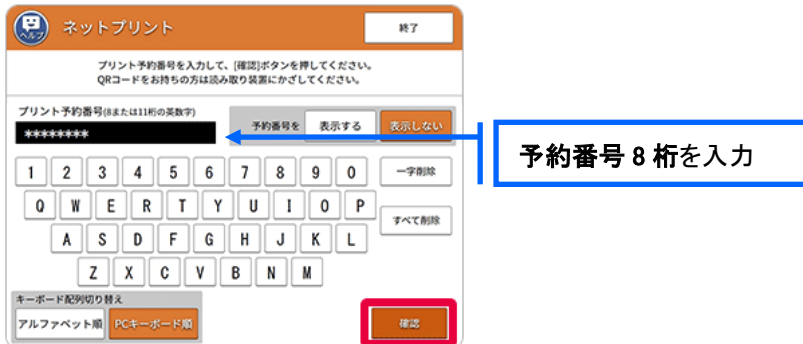 ヘルプ
ネットプリント
終了
プリント予約番号を入力して、[確認]ボタンを押してください。
QRコードをお持ちの方は読み取り装置にかざしてください。
プリント予約番号(8または11桁の英数字)
予約番号を 表示する 表示しない
********
予約番号 8 桁を入力
1 2 3 4 5 6 7 8 9 0 一字削除
Q W E R T Y U I O P
すべて削除
A S D F G H J K L
Z X C V B N M
キーボード配列切り替え
アルファベット順 PCキーボード順
確認